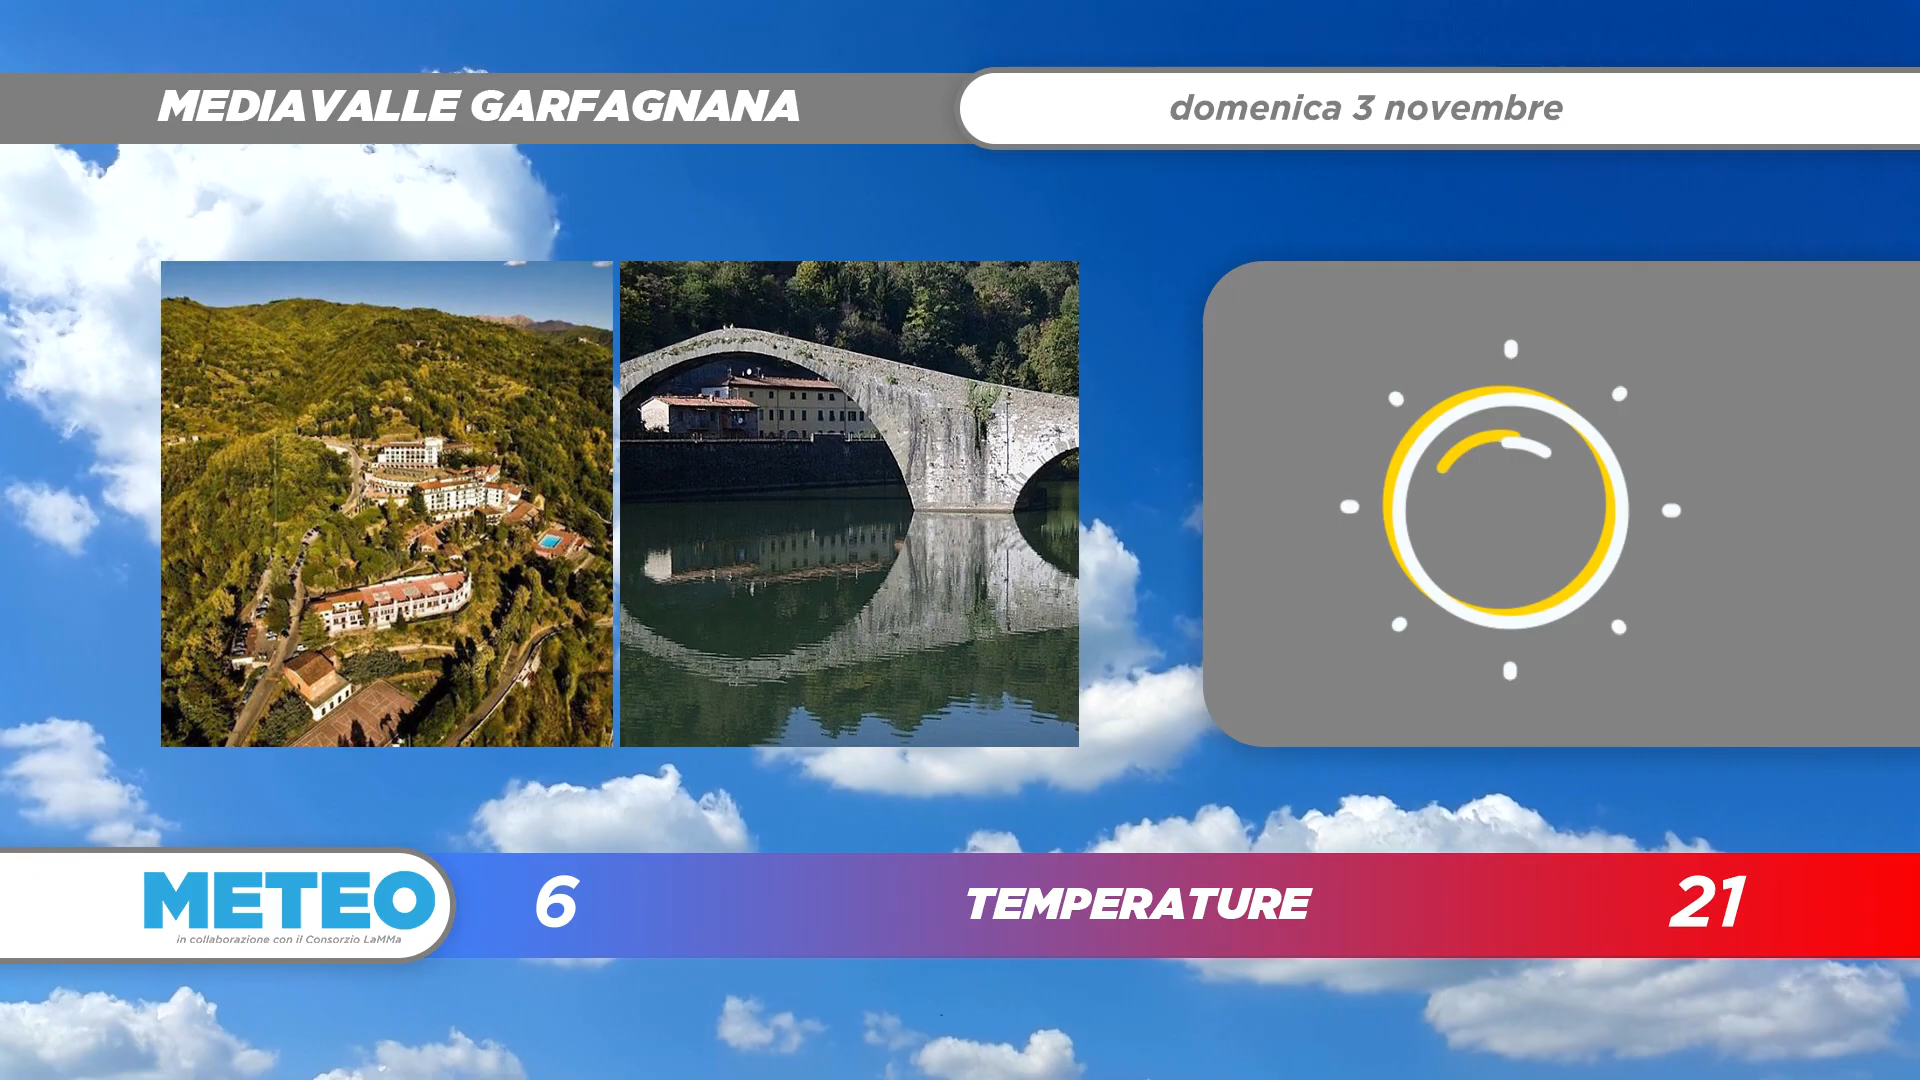 MEDIAVALLE GARFAGNANA
domenica 3 novembre
METEO
in collaborazione con il Consorzio LaMMa
6
TEMPERATURE
21